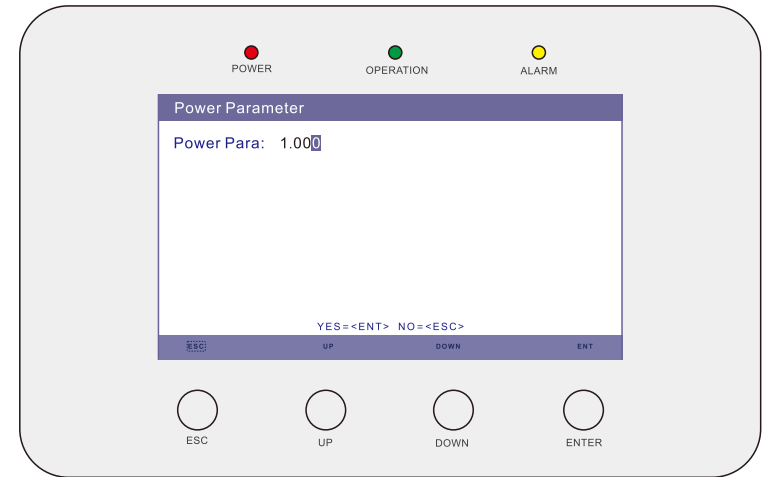 POWER OPERATION ALARM
Power Parameter
Power Para: 1.000
YES=<ENT> NO=<ESC>
ESC UP DOWN ENT
ESC UP DOWN ENTER